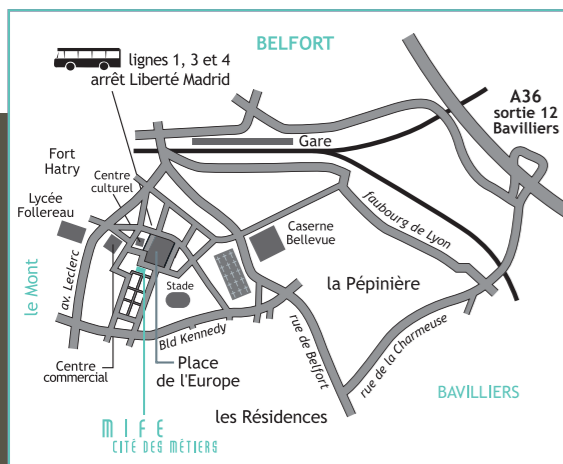 BELFORT
lignes 1, 3 et 4
arrêt Liberté Madrid
A36
sortie 12
Bavilliers
Gare
Fort
Hatry
Centre
culturel
Lycée
Follereau
faubourg de Lyon
Caserne
Bellevue
le Mont
av. Leclerc
la Pépinière
Stade
Bld Kennedy
rue de Belfort
rue de la Charmeuse
Centre
commercial
Place
de l'Europe
BAVILLIERS
les Résidences
MIFE
CITÉ DES MÉTIERS